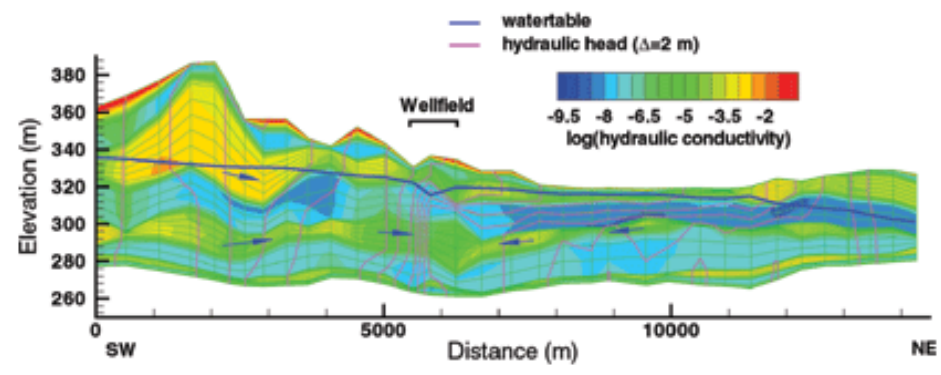 watertable
hydraulic head (Δ=2 m)
380
360
340
320
300
280
260
Elevation (m)
Wellfield
-9.5 -8 -6.5 -5 -3.5 -2
log(hydraulic conductivity)
0 5000 10000
SW Distance (m) NE